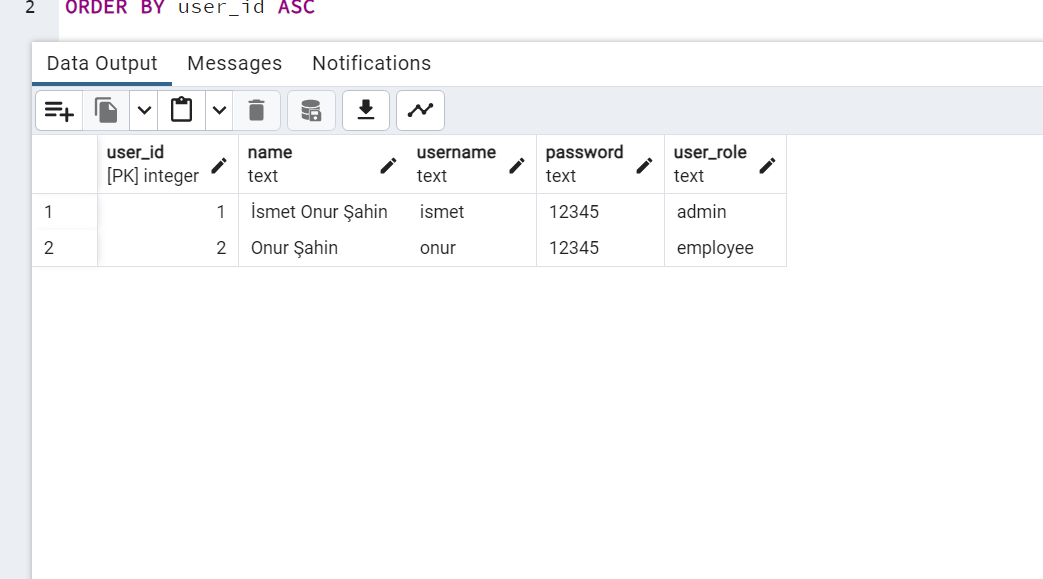 2 ORDER BY user_id ASC
Data Output Messages Notifications
user_id name username password user_role
[PK] integer text text text text
1 1 İsmet Onur Şahin ismet 12345 admin
2 2 Onur Şahin onur 12345 employee